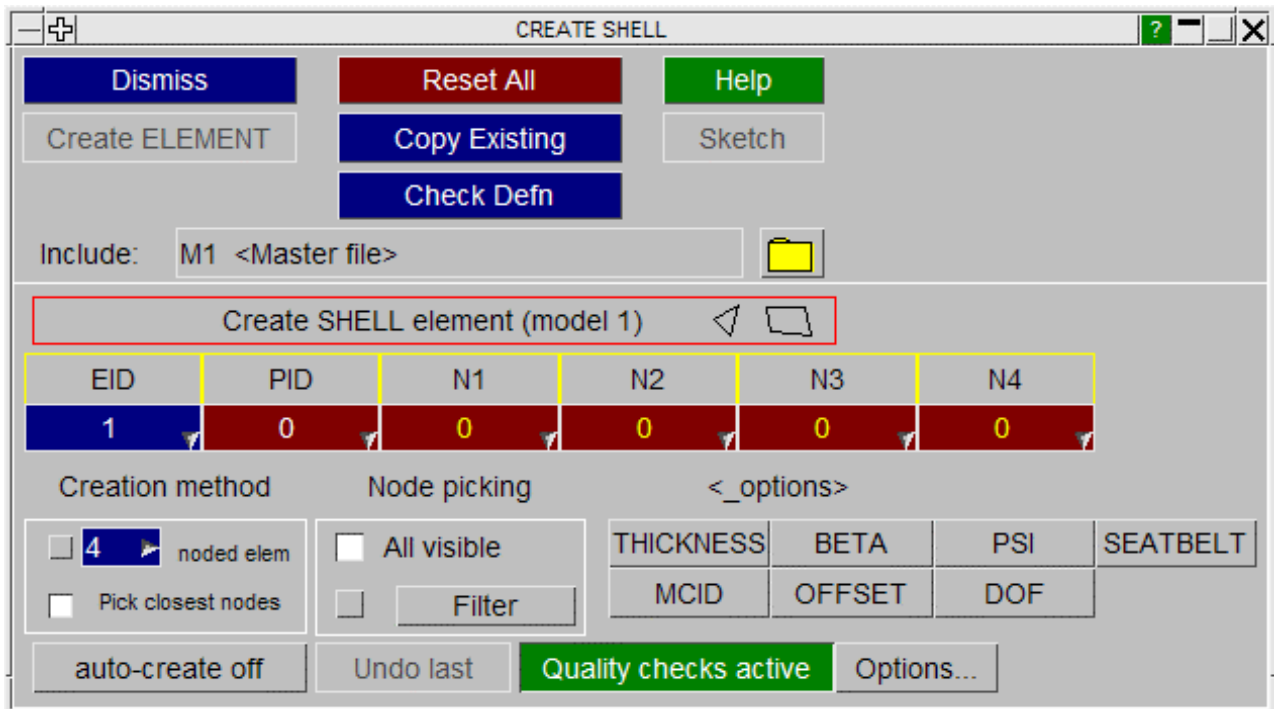 CREATE SHELL ?
Dismiss Reset All Help
Create ELEMENT Copy Existing Sketch
Check Defn
Include: M1 <Master file>
Create SHELL element (model 1)
EID PID N1 N2 N3 N4
1 0 0 0 0 0
Creation method Node picking <_options>
4 noded elem All visible THICKNESS BETA PSI SEATBELT
Pick closest nodes Filter MCID OFFSET DOF
auto-create off Undo last Quality checks active Options...